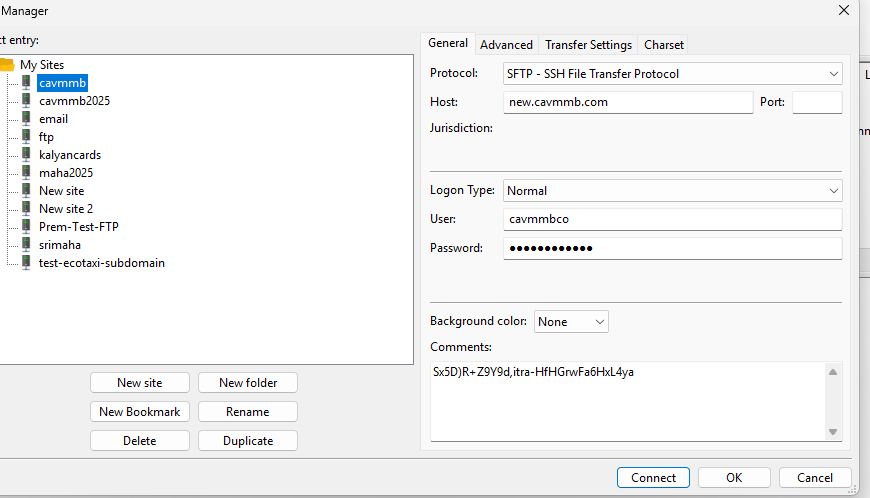 Manager
ct entry:
My Sites
cavmmb
cavmmb2025
email
ftp
kalyancards
maha2025
New site
New site 2
Prem-Test-FTP
srimaha
test-ecotaxi-subdomain
New site
New folder
New Bookmark
Rename
Delete
Duplicate
General Advanced Transfer Settings Charset
Protocol: SFTP - SSH File Transfer Protocol
Host: new.cavmmb.com Port:
Jurisdiction:
Logon Type: Normal
User: cavmmbco
Password: ●●●●●●●●●●●●
Background color: None
Comments:
Sx5D)R+Z9Y9d,itra-HfHGrwFa6HxL4ya
Connect OK Cancel